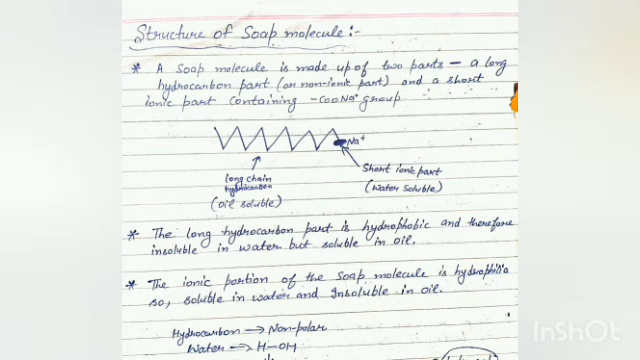 Structure of Soap molecule :-
* A soap molecule is made up of two parts – a long
hydrocarbon part (or non-ionic part) and a short
ionic part containing -COONa⁺ group
Na⁺
long chain
hydrocarbon
(oil soluble)
Short ionic part
(water soluble)
* The long hydrocarbon part is hydrophobic and therefore
insoluble in water but soluble in oil.
* The ionic portion of the soap molecule is hydrophilic
so, soluble in water and Insoluble in oil.
Hydrocarbon → Non-polar
Water → H-OH
InShOt